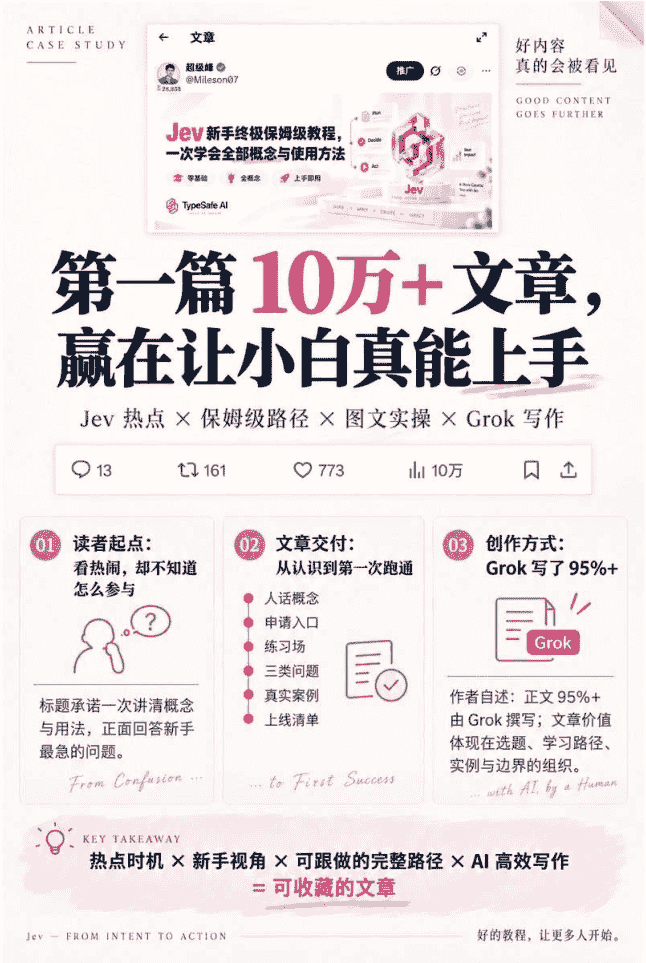 ARTICLE
CASE STUDY
← 文章
超级峰
@Mileson07
推广
Jev 新手终极保姆级教程，
一次学会全部概念与使用方法
零基础
全概念
上手即用
TypeSafe AI
Jev
好内容
真的会被看见
GOOD CONTENT
GOES FURTHER
第一篇 10万+ 文章，
赢在让小白真能上手
Jev 热点 × 保姆级路径 × 图文实操 × Grok 写作
13 161 773 10万
01 读者起点：
看热闹，却不知道
怎么参与
?
标题承诺一次讲清概念
与用法，正面回答新手
最急的问题。
From Confusion ...
02 文章交付：
从认识到第一次跑通
人话概念
申请入口
练习场
三类问题
真实案例
上线清单
... to First Success
03 创作方式：
Grok 写了 95%+
Grok
作者自述：正文 95%+
由 Grok 撰写；文章价值
体现在选题、学习路径、
实例与边界的组织。
... with AI, by a Human
KEY TAKEAWAY
热点时机 × 新手视角 × 可跟做的完整路径 × AI 高效写作
= 可收藏的文章
Jev — FROM INTENT TO ACTION
好的教程，让更多人开始。